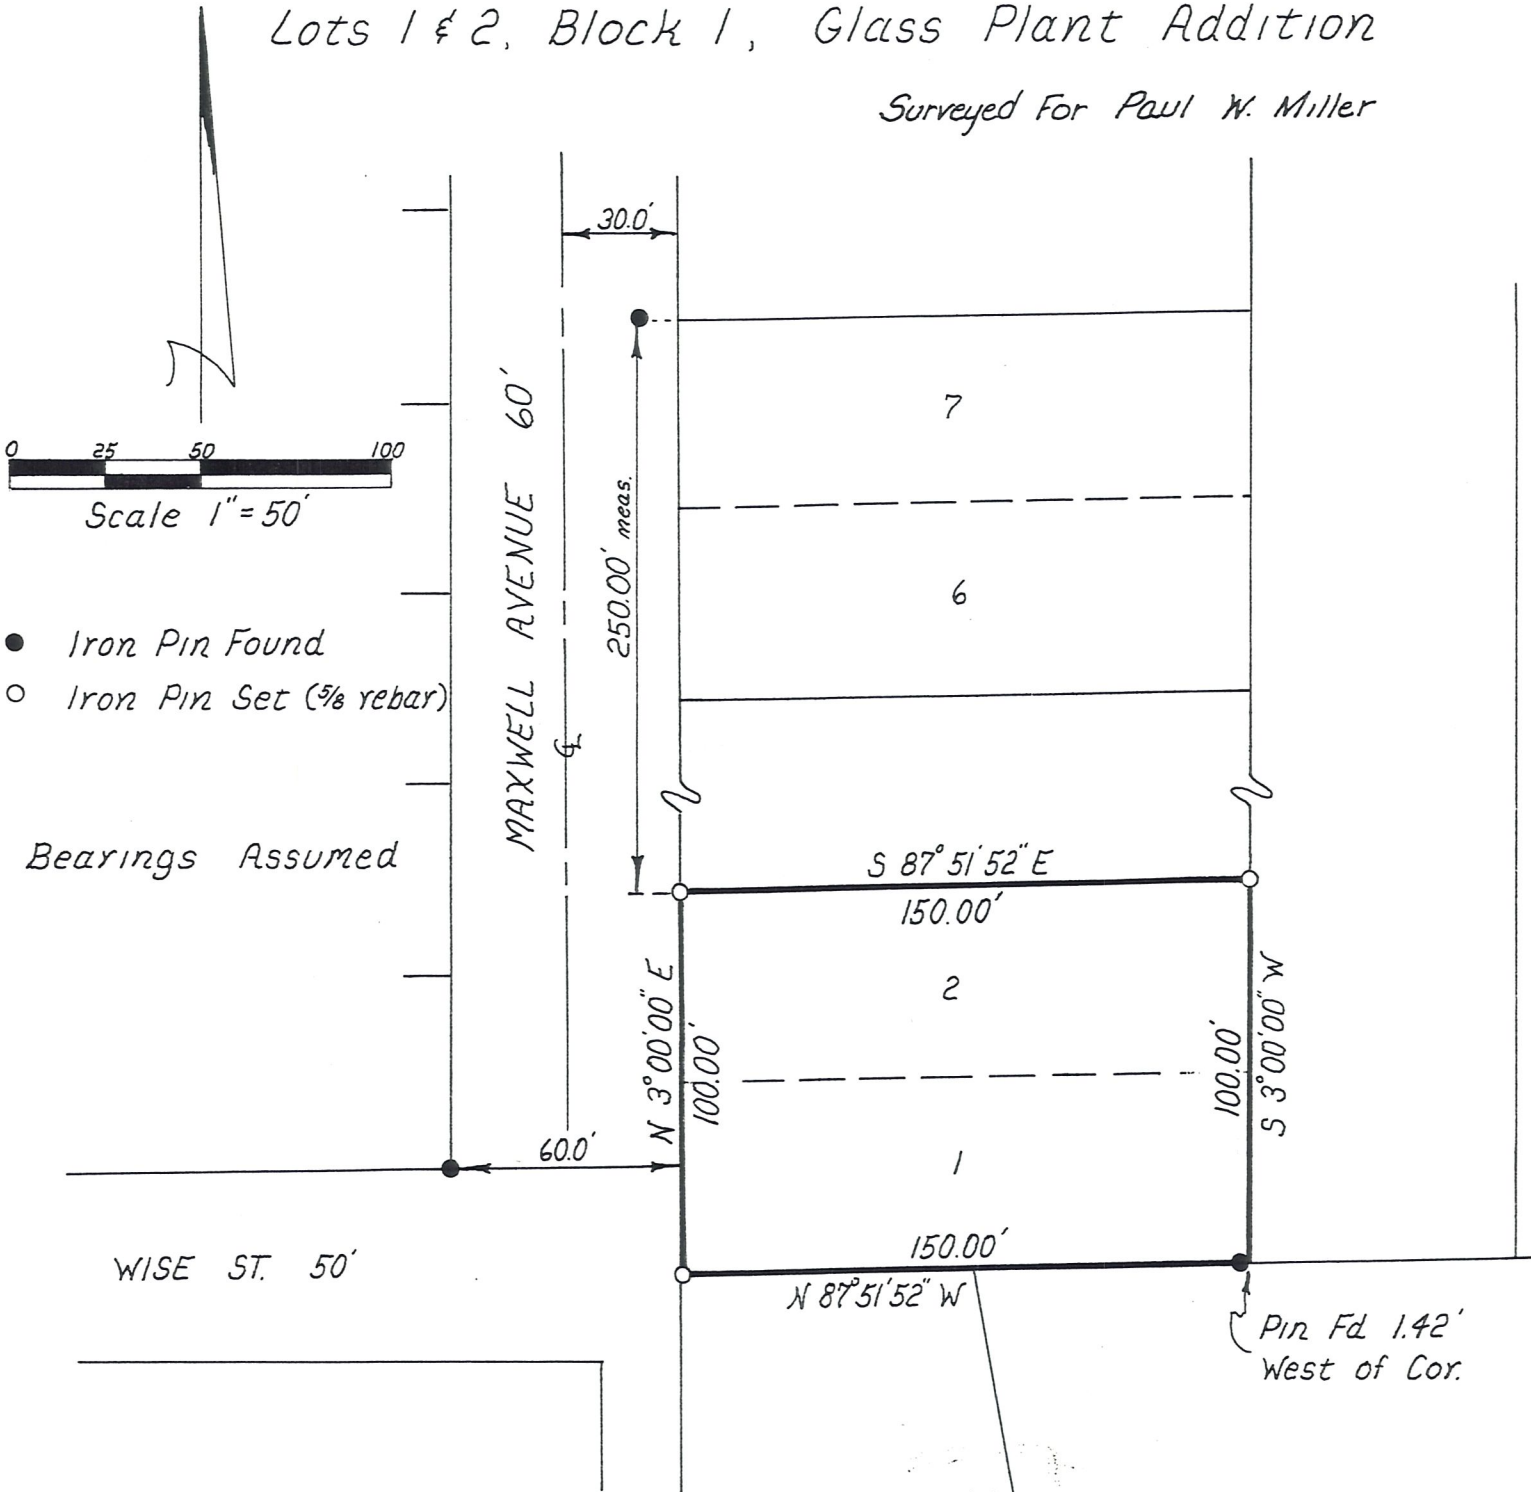 Lots 1 & 2, Block 1, Glass Plant Addition
Surveyed For Paul W. Miller
30.0'
7
MAXWELL AVENUE 60'
0 25 50 100
Scale 1"=50'
250.00' meas.
6
● Iron Pin Found
○ Iron Pin Set (5/8 rebar)
℄
Bearings Assumed
S 87° 51' 52" E
150.00'
N 3° 00' 00" E
100.00'
2
100.00'
S 3° 00' 00" W
60.0'
1
WISE ST. 50'
150.00'
N 87° 51' 52" W
Pin Fd 1.42'
West of Cor.